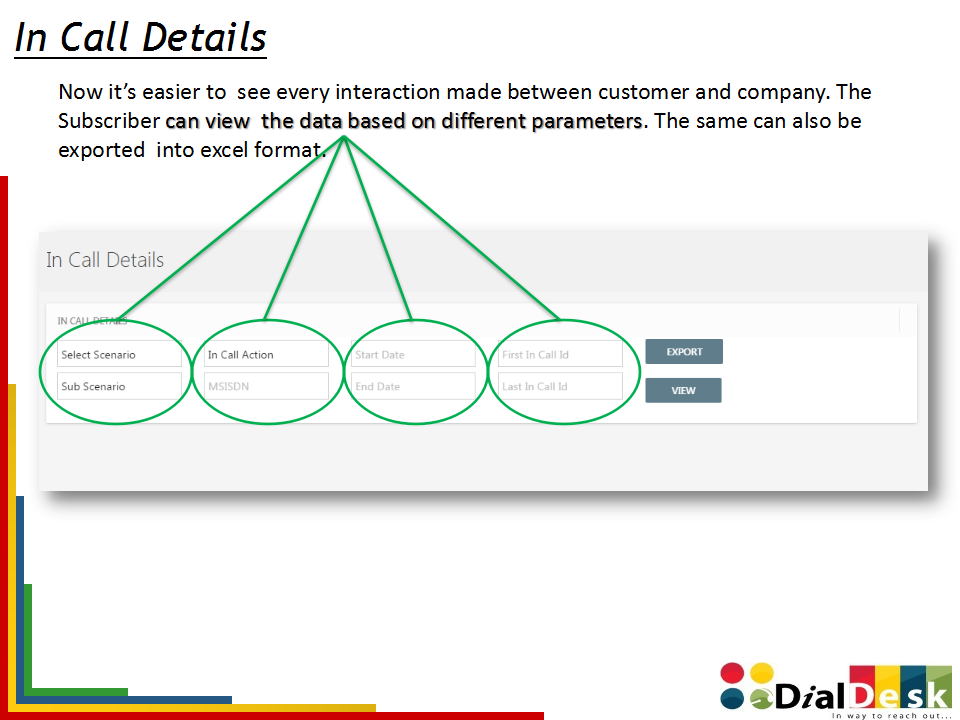 In Call Details
Now it's easier to  see every interaction made between customer and company. The
Subscriber can view  the data based on different parameters. The same can also be
exported  into excel format.
In Call Details
IN CALL DETAILS
Select Scenario
In Call Action
Start Date
First In Call Id
EXPORT
Sub Scenario
MSISDN
End Date
Last In Call Id
VIEW
DialDesk
In way to reach out...